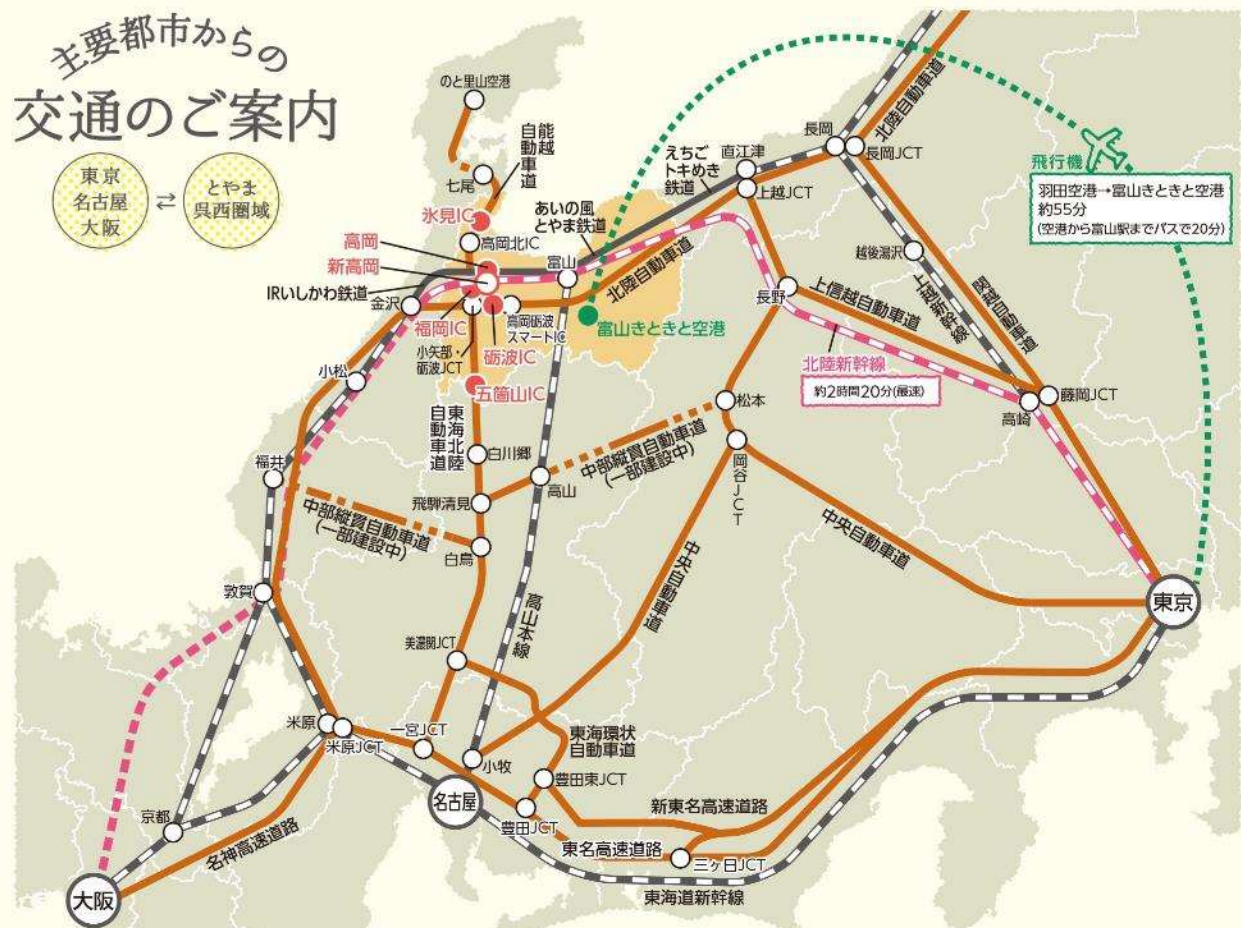 主要都市からの
交通のご案内
東京
名古屋
大阪
⇄
とやま
呉西圏域
のと里山空港
能越
自動車道
七尾
氷見IC
高岡北IC
高岡
新高岡
IRいしかわ鉄道
金沢
福岡IC
小矢部・
砺波JCT
砺波IC
高岡砺波
スマートIC
五箇山IC
あいの風
とやま鉄道
富山
えちご
トキめき
鉄道
直江津
上越JCT
北陸自動車道
富山きときと空港
長岡
長岡JCT
北陸自動車道
飛行機
羽田空港→富山きときと空港
約55分
(空港から富山駅までバスで20分)
越後湯沢
上越新幹線
関越自動車道
長野
上信越自動車道
北陸新幹線
約2時間20分(最速)
藤岡JCT
高崎
小松
福井
東海北陸
自動車道
白川郷
飛騨清見
高山
中部縦貫自動車道
(一部建設中)
松本
岡谷JCT
中部縦貫自動車道
(一部建設中)
白鳥
中央自動車道
中央自動車道
敦賀
高山本線
美濃関JCT
東京
米原
米原JCT
一宮JCT
小牧
東海環状
自動車道
豊田東JCT
名古屋
豊田JCT
新東名高速道路
東名高速道路
三ヶ日JCT
東海道新幹線
京都
名神高速道路
大阪